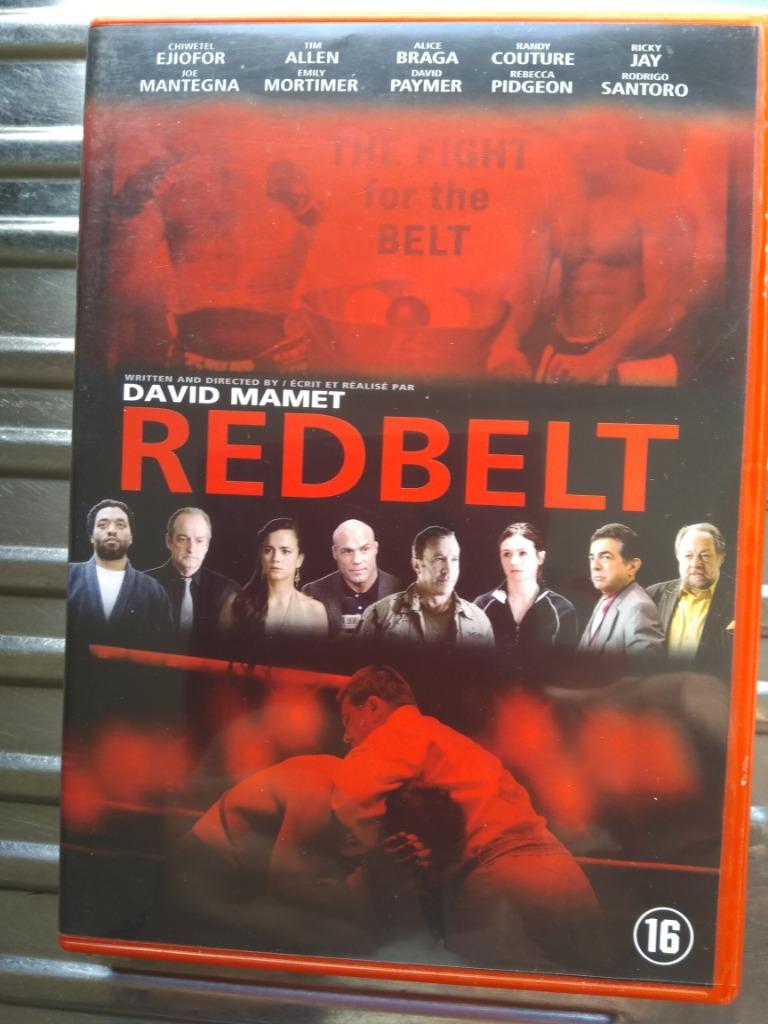 CHIWETEL EJIOFOR
TIM ALLEN
ALICE BRAGA
RANDY COUTURE
RICKY JAY
JOE MANTEGNA
EMILY MORTIMER
DAVID PAYMER
REBECCA PIDGEON
RODRIGO SANTORO
THE FIGHT
for the
BELT
WRITTEN AND DIRECTED BY / ÉCRIT ET RÉALISÉ PAR
DAVID MAMET
REDBELT
16